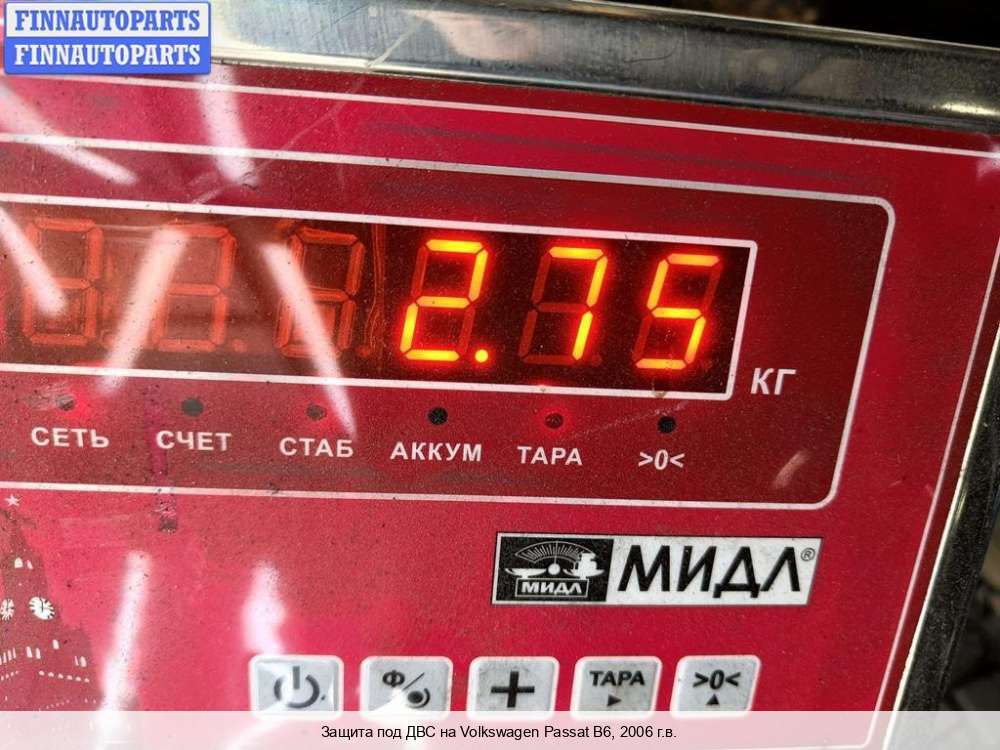 FINNAUTOPARTS
FINNAUTOPARTS
2.75
КГ
СЕТЬ СЧЕТ СТАБ АККУМ ТАРА >0<
МИДЛ МИДЛ®
Ф + ТАРА >0<
Защита под ДВС на Volkswagen Passat B6, 2006 г.в.